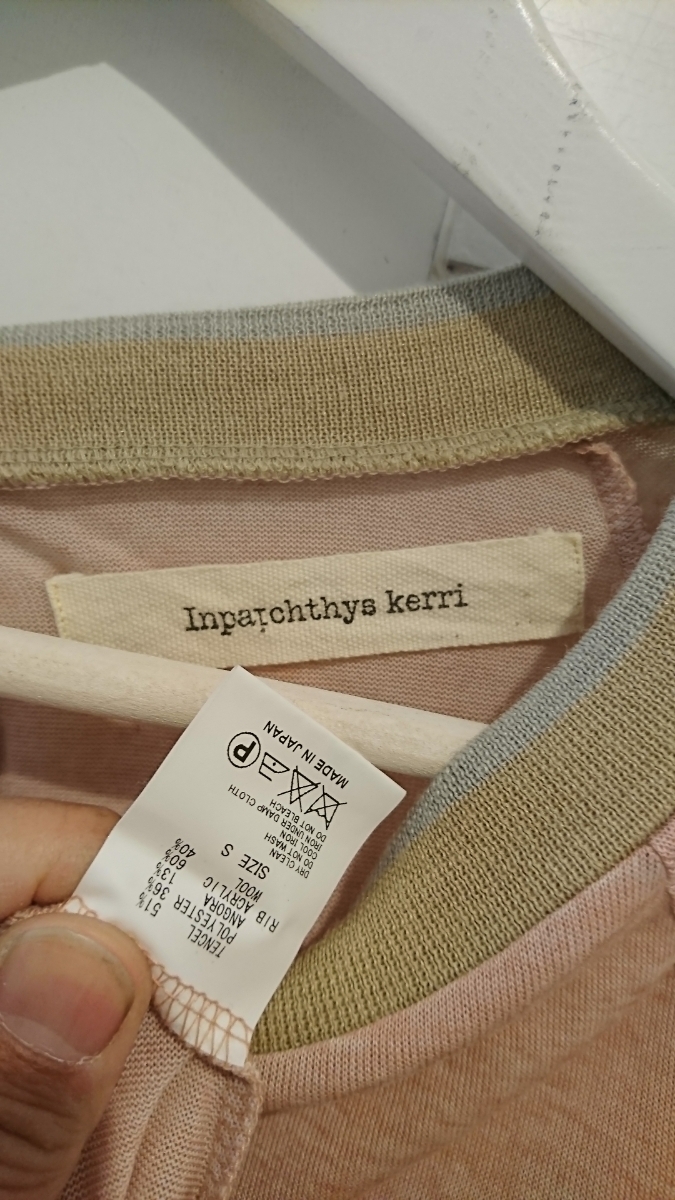 Inpaichthys kerri
TENCEL 51%
POLYESTER 36%
ANGORA 13%
RIB
ACRYLIC 60%
WOOL 40%
SIZE S
DRY CLEAN
DO NOT WASH
COOL IRON
IRON UNDER DAMP CLOTH
DO NOT BLEACH
P
MADE IN JAPAN